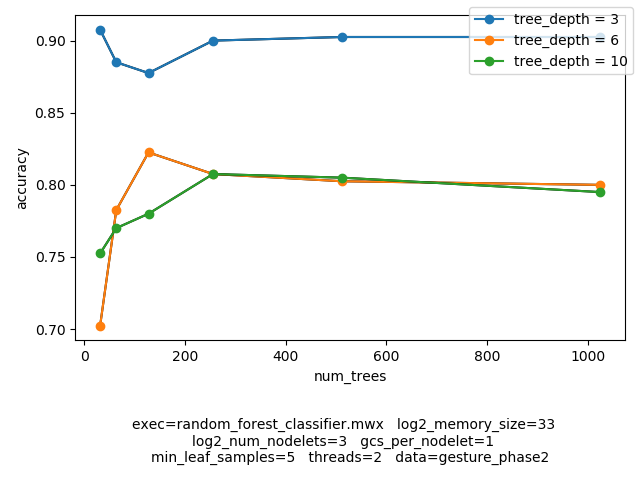 tree_depth = 3
tree_depth = 6
tree_depth = 10
0.90
0.85
0.80
0.75
0.70
accuracy
0 200 400 600 800 1000
num_trees
exec=random_forest_classifier.mwx log2_memory_size=33
log2_num_nodelets=3 gcs_per_nodelet=1
min_leaf_samples=5 threads=2 data=gesture_phase2